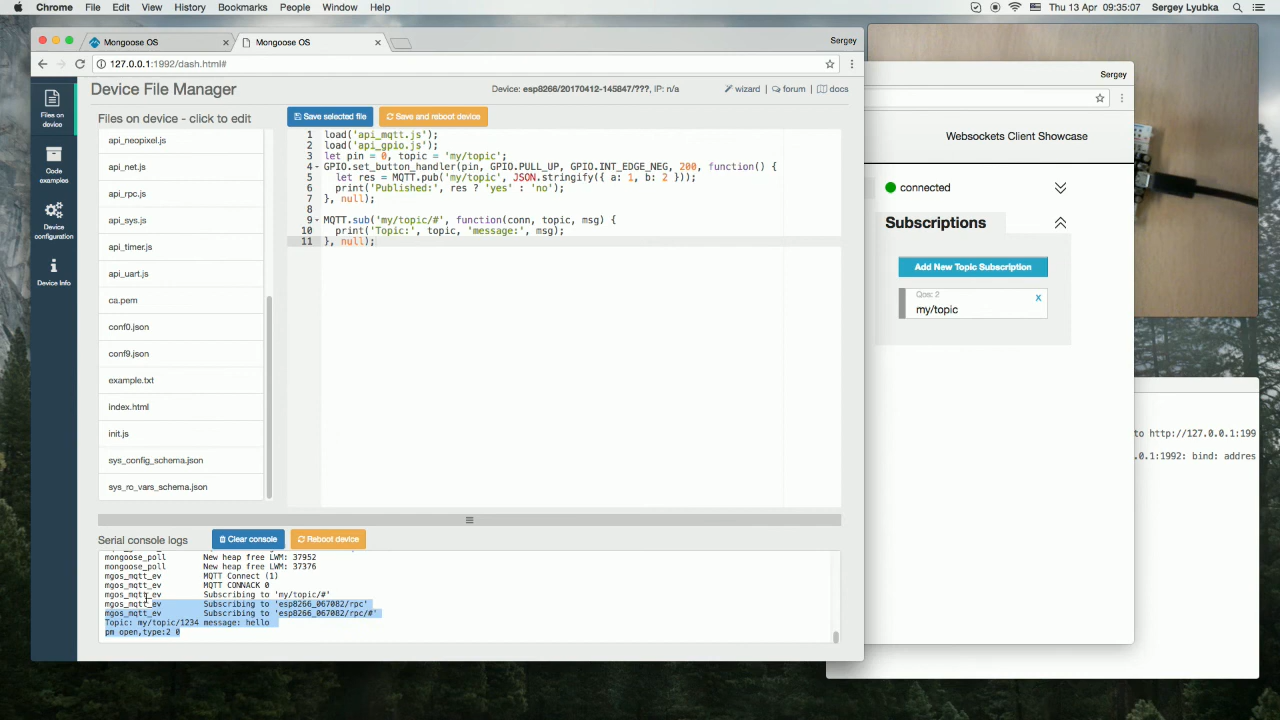 Chrome File Edit View History Bookmarks People Window Help
Thu 13 Apr 09:35:07 Sergey Lyubka
Mongoose OS x
Mongoose OS x
Sergey
127.0.0.1:1992/dash.html#
Files on
device
Code
examples
Device
configuration
Device Info
Device File Manager
Device: esp8266/20170412-145847/???, IP: n/a
wizard forum docs
Files on device - click to edit
Save selected file
Save and reboot device
api_neopixel.js
api_net.js
api_rpc.js
api_sys.js
api_timer.js
api_uart.js
ca.pem
conf0.json
conf9.json
example.txt
index.html
init.js
sys_config_schema.json
sys_ro_vars_schema.json
1 load('api_mqtt.js');
2 load('api_gpio.js');
3 let pin = 0, topic = 'my/topic';
4 GPIO.set_button_handler(pin, GPIO.PULL_UP, GPIO.INT_EDGE_NEG, 200, function() {
5 let res = MQTT.pub('my/topic', JSON.stringify({ a: 1, b: 2 }));
6 print('Published:', res ? 'yes' : 'no');
7 }, null);
8
9 MQTT.sub('my/topic/#', function(conn, topic, msg) {
10 print('Topic:', topic, 'message:', msg);
11 }, null);
Serial console logs
Clear console
Reboot device
mongoose_poll New heap free LWM: 37952
mongoose_poll New heap free LWM: 37376
mgos_mqtt_ev MQTT Connect (1)
mgos_mqtt_ev MQTT CONNACK 0
mgos_mqtt_ev Subscribing to 'my/topic/#'
mgos_mqtt_ev Subscribing to 'esp8266_067082/rpc'
mgos_mqtt_ev Subscribing to 'esp8266_067082/rpc/#'
Topic: my/topic/1234 message: hello
pm open,type:2 0
Sergey
Websockets Client Showcase
connected
Subscriptions
Add New Topic Subscription
Qos: 2
x
my/topic
to http://127.0.0.1:199
.0.1:1992: bind: addres